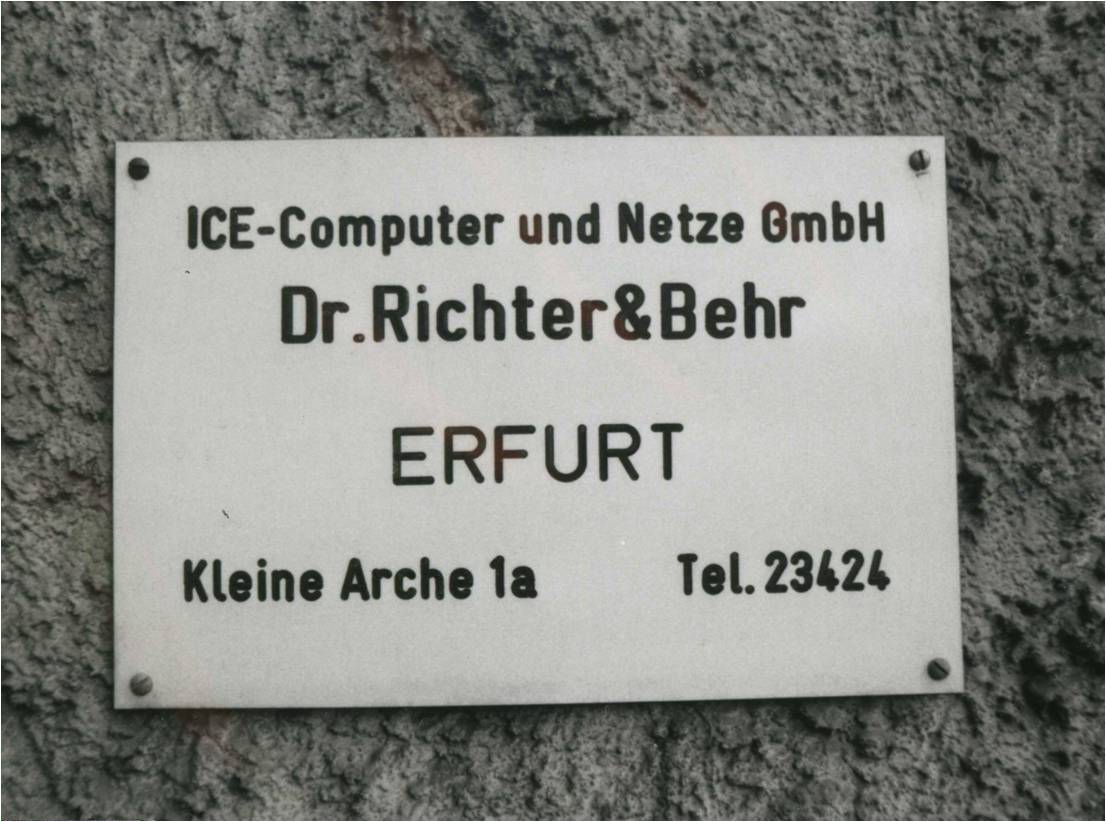 ICE-Computer und Netze GmbH
Dr.Richter&Behr
ERFURT
Kleine Arche 1a Tel. 23424